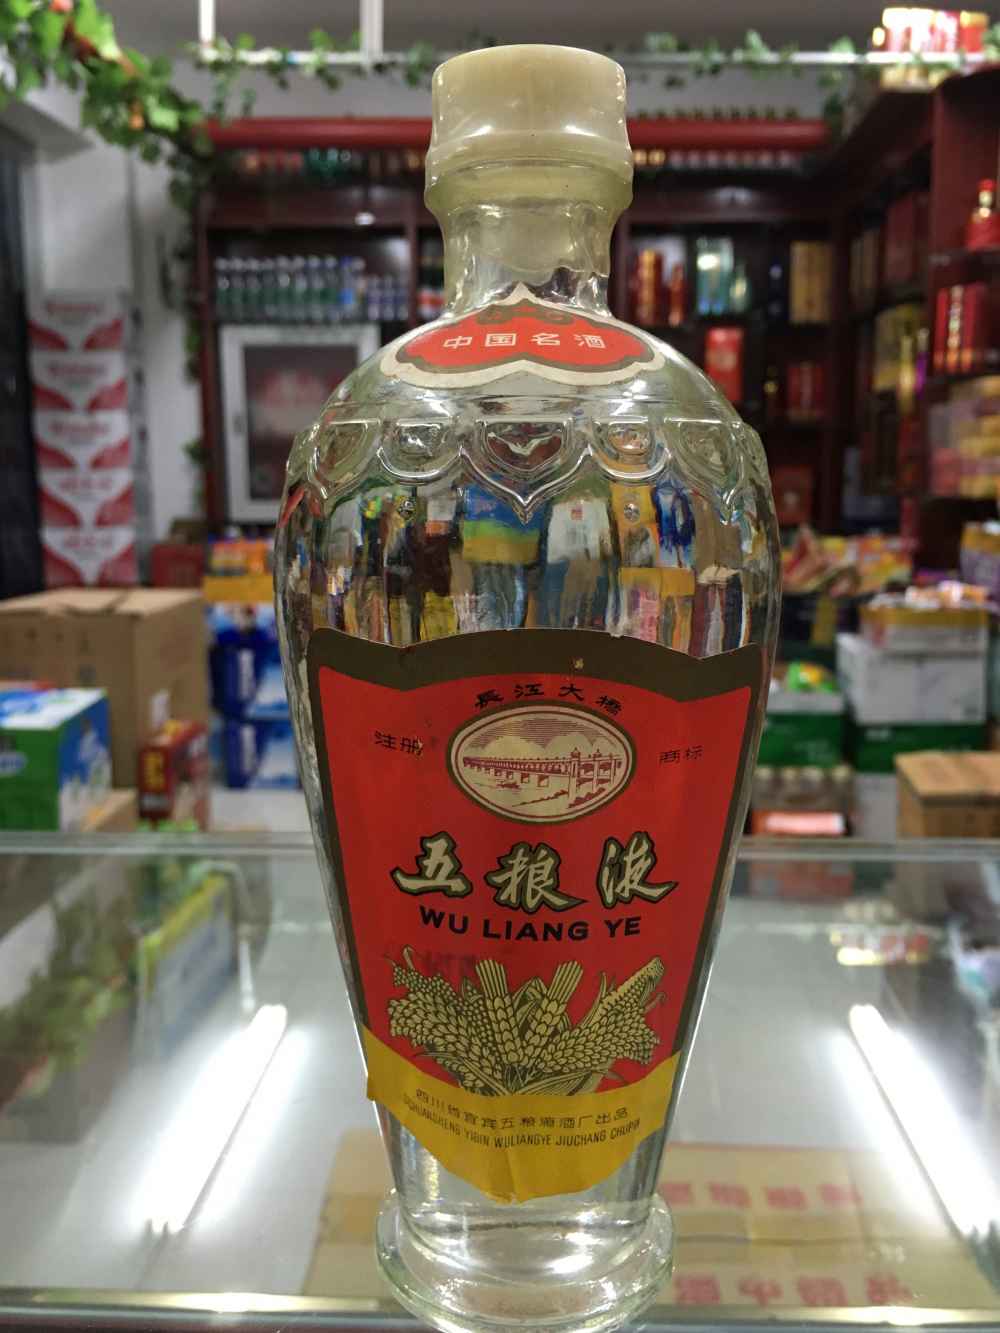 中国名酒
長江大橋
注册 商标
五粮液
WU LIANG YE
四川省宜宾五粮液酒厂出品
SICHUANSHENG YIBIN WULIANGYE JIUCHANG CHUPIN